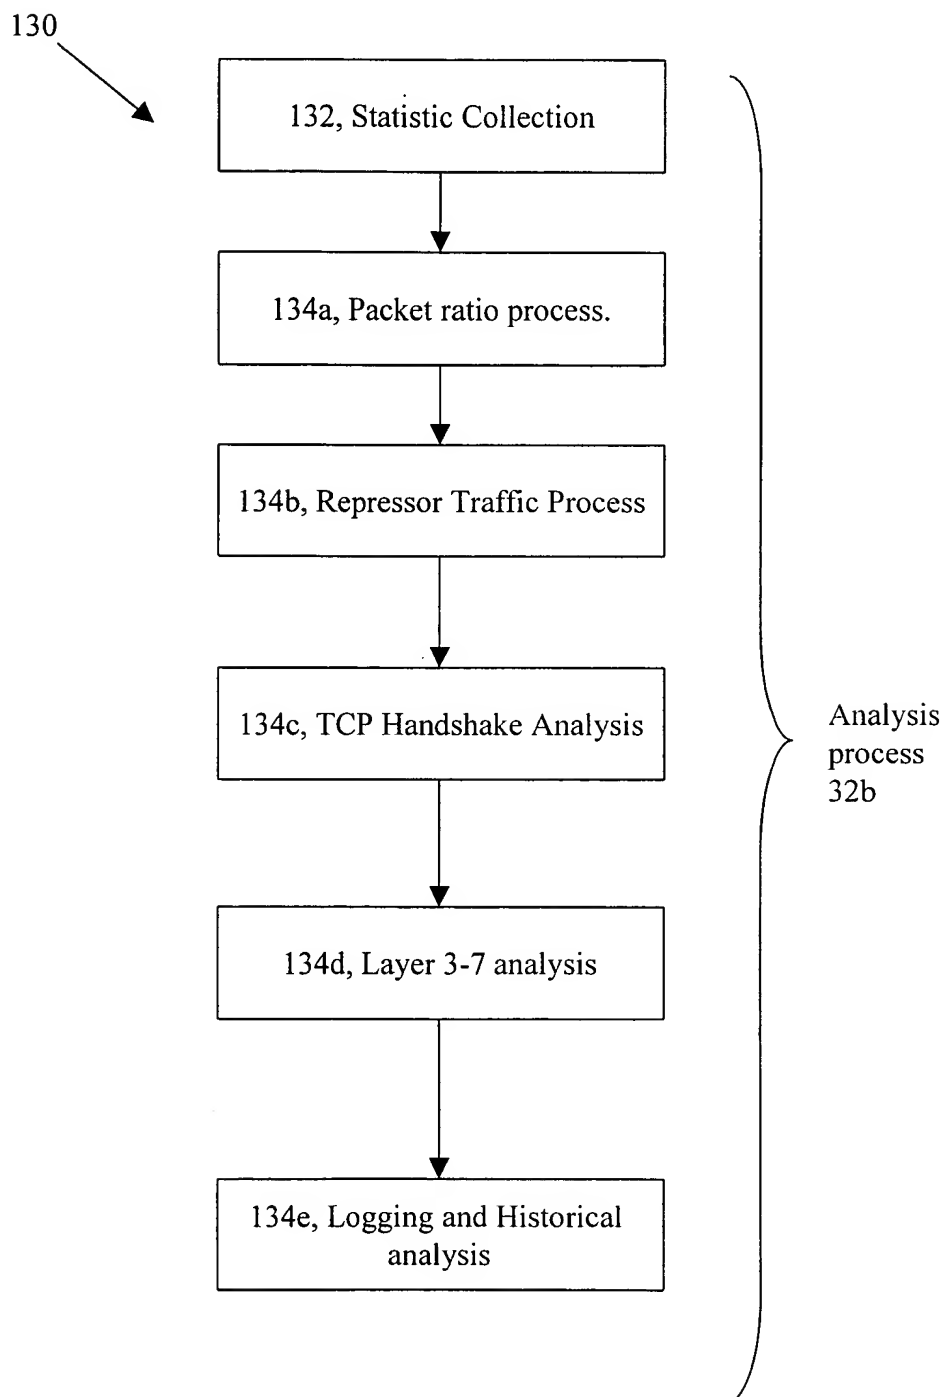 130
132, Statistic Collection
134a, Packet ratio process.
134b, Repressor Traffic Process
134c, TCP Handshake Analysis
Analysis
process
32b
134d, Layer 3-7 analysis
134e, Logging and Historical
analysis